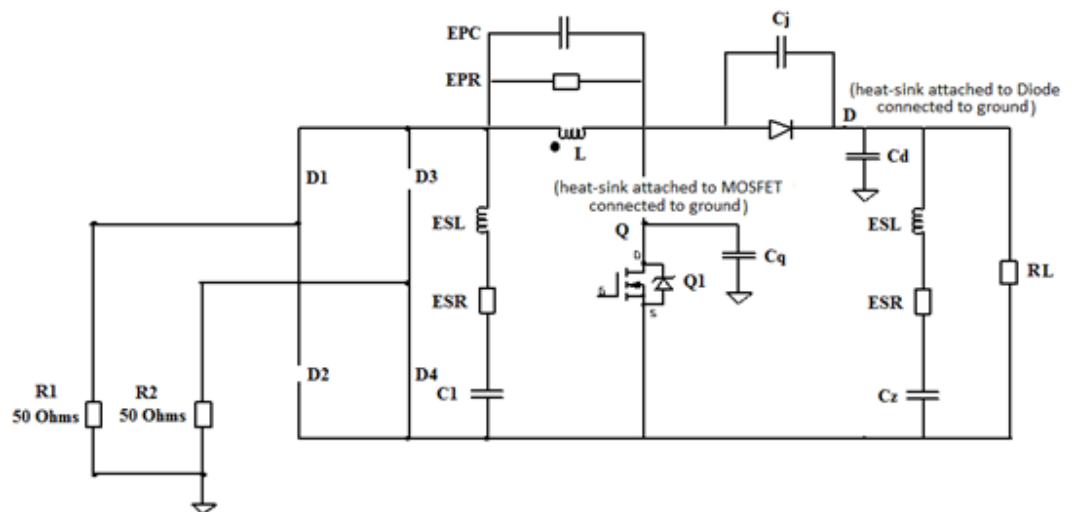 Cj
EPC
EPR
(heat-sink attached to Diode
connected to ground)
D
L
Cd
D1
D3
(heat-sink attached to MOSFET
connected to ground)
ESL
Q
Cq
ESL
D
Q1
G
S
RL
ESR
ESR
D2
D4
C1
Cz
R1
50 Ohms
R2
50 Ohms